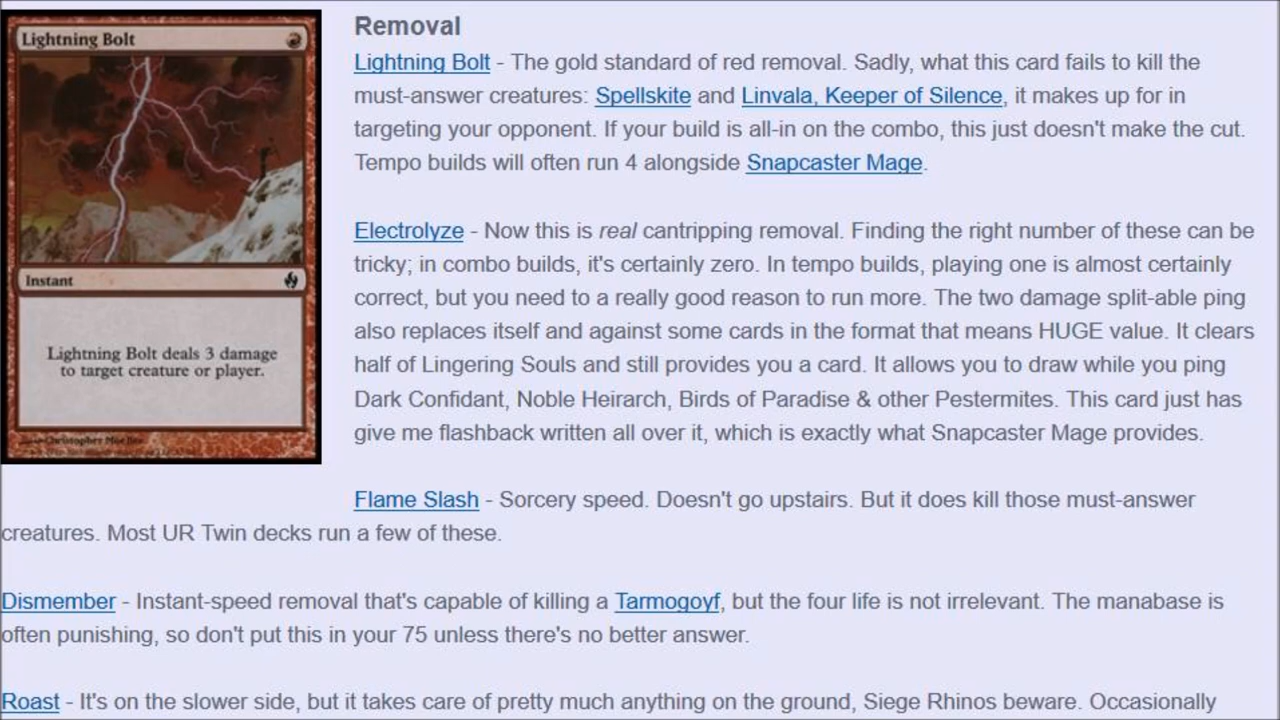 Lightning Bolt
Instant
Lightning Bolt deals 3 damage
to target creature or player.
Christopher Moeller
Removal
Lightning Bolt - The gold standard of red removal. Sadly, what this card fails to kill the
must-answer creatures: Spellskite and Linvala, Keeper of Silence, it makes up for in
targeting your opponent. If your build is all-in on the combo, this just doesn't make the cut.
Tempo builds will often run 4 alongside Snapcaster Mage.
Electrolyze - Now this is real cantripping removal. Finding the right number of these can be
tricky; in combo builds, it's certainly zero. In tempo builds, playing one is almost certainly
correct, but you need to a really good reason to run more. The two damage split-able ping
also replaces itself and against some cards in the format that means HUGE value. It clears
half of Lingering Souls and still provides you a card. It allows you to draw while you ping
Dark Confidant, Noble Heirarch, Birds of Paradise & other Pestermites. This card just has
give me flashback written all over it, which is exactly what Snapcaster Mage provides.
Flame Slash - Sorcery speed. Doesn't go upstairs. But it does kill those must-answer
creatures. Most UR Twin decks run a few of these.
Dismember - Instant-speed removal that's capable of killing a Tarmogoyf, but the four life is not irrelevant. The manabase is
often punishing, so don't put this in your 75 unless there's no better answer.
Roast - It's on the slower side, but it takes care of pretty much anything on the ground, Siege Rhinos beware. Occasionally